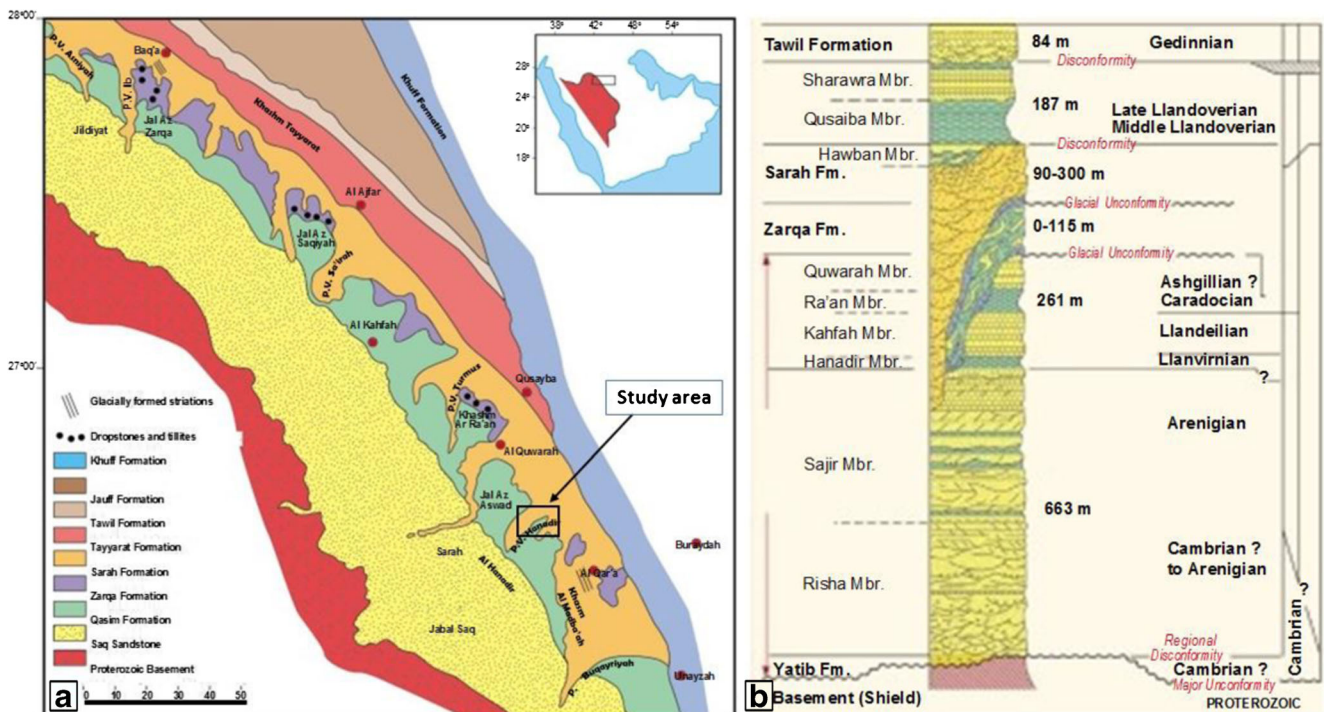 28°00'
27°00'
P.V. Amiyah
Baq'a
P.V. Ib
Jal Az
Zarqa
Jildiyat
Khashm Tayyarat
Khuff Formation
Al Ajfar
Jal Az
Saqiyah
P.V. Sa'irah
Al Kahfah
Qusayba
P.V. Turmus
Khashm
Ar Ra'an
Al Quwarah
Study area
Jal Az
Aswad
P.V. Hanadir
Sarah
Al Hanadir
Buraydah
Al Qar'a
Khasm
Al Madba'ah
Jabal Saq
P. Buqayriyah
Unayzah
38° 42° 48° 54°
28°
24°
20°
18°
Glacially formed striations
Dropstones and tillites
Khuff Formation
Jauff Formation
Tawil Formation
Tayyarat Formation
Sarah Formation
Zarqa Formation
Qasim Formation
Saq Sandstone
Proterozoic Basement
a
0 10 20 30 40 50
Tawil Formation 84 m Gedinnian
Disconformity
Sharawra Mbr.
187 m
Qusaiba Mbr.
Late Llandoverian
Middle Llandoverian
Disconformity
Hawban Mbr.
Sarah Fm. 90-300 m
Glacial Unconformity
Zarqa Fm. 0-115 m
Glacial Unconformity
Quwarah Mbr.
Ashgillian ?
Ra'an Mbr. 261 m Caradocian
Kahfah Mbr. Llandeilian
Hanadir Mbr. Llanvirnian
?
Arenigian
Sajir Mbr.
663 m
Risha Mbr.
Cambrian ?
to Arenigian
Cambrian ?
Regional
Disconformity
Yatib Fm. Cambrian ?
Major Unconformity
b
Basement (Shield) PROTEROZOIC